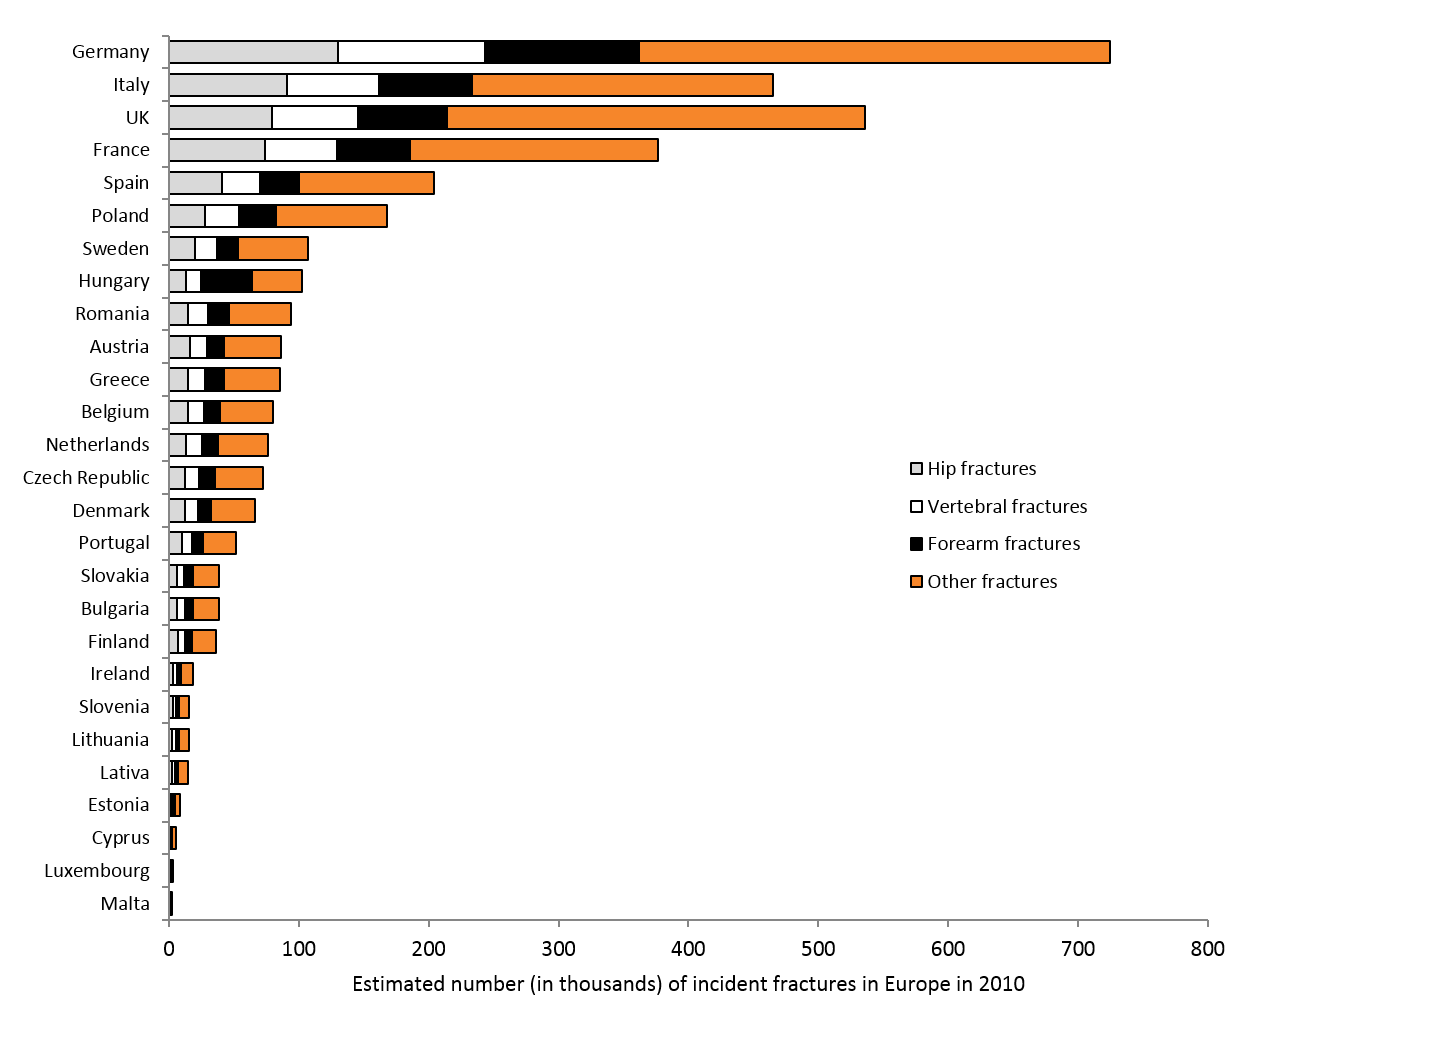 Germany
Italy
UK
France
Spain
Poland
Sweden
Hungary
Romania
Austria
Greece
Belgium
Netherlands
Czech Republic
Denmark
Portugal
Slovakia
Bulgaria
Finland
Ireland
Slovenia
Lithuania
Lativa
Estonia
Cyprus
Luxembourg
Malta
Hip fractures
Vertebral fractures
Forearm fractures
Other fractures
0 100 200 300 400 500 600 700 800
Estimated number (in thousands) of incident fractures in Europe in 2010